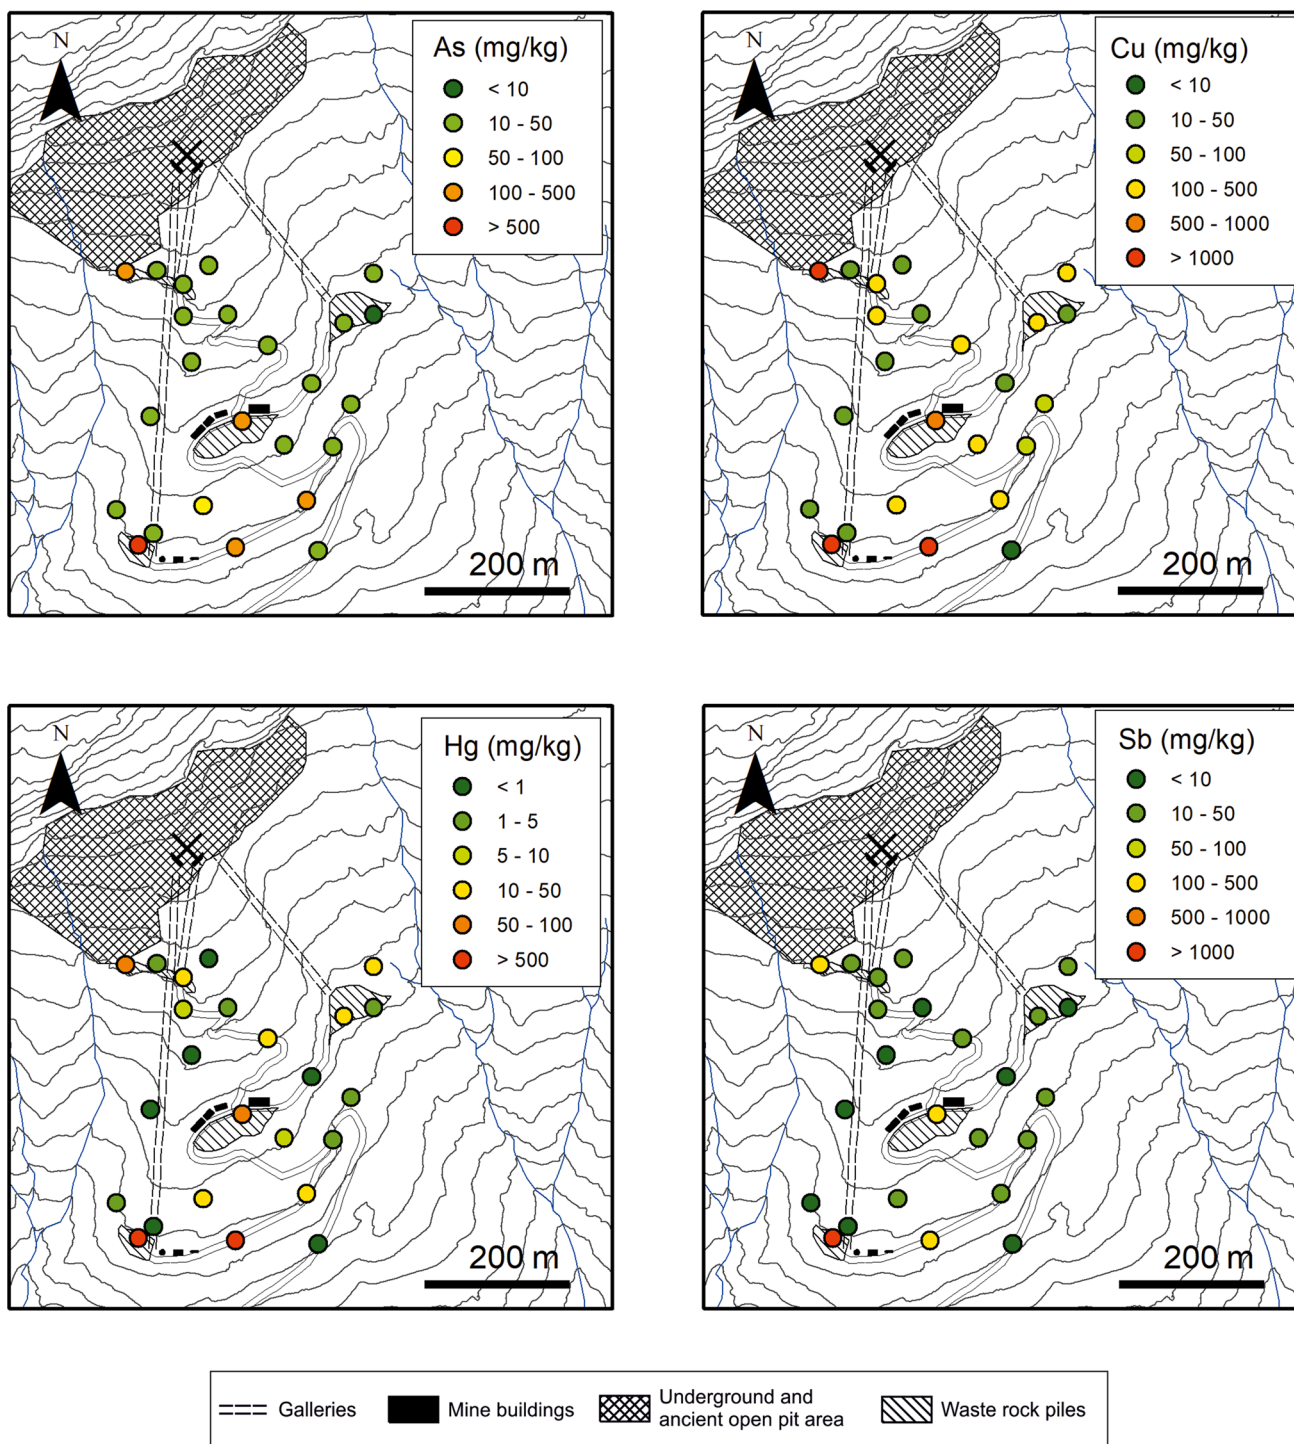 N
As (mg/kg)
< 10
10 - 50
50 - 100
100 - 500
> 500
200 m
N
Cu (mg/kg)
< 10
10 - 50
50 - 100
100 - 500
500 - 1000
> 1000
200 m
N
Hg (mg/kg)
< 1
1 - 5
5 - 10
10 - 50
50 - 100
> 500
200 m
N
Sb (mg/kg)
< 10
10 - 50
50 - 100
100 - 500
500 - 1000
> 1000
200 m
Galleries
Mine buildings
Underground and
ancient open pit area
Waste rock piles